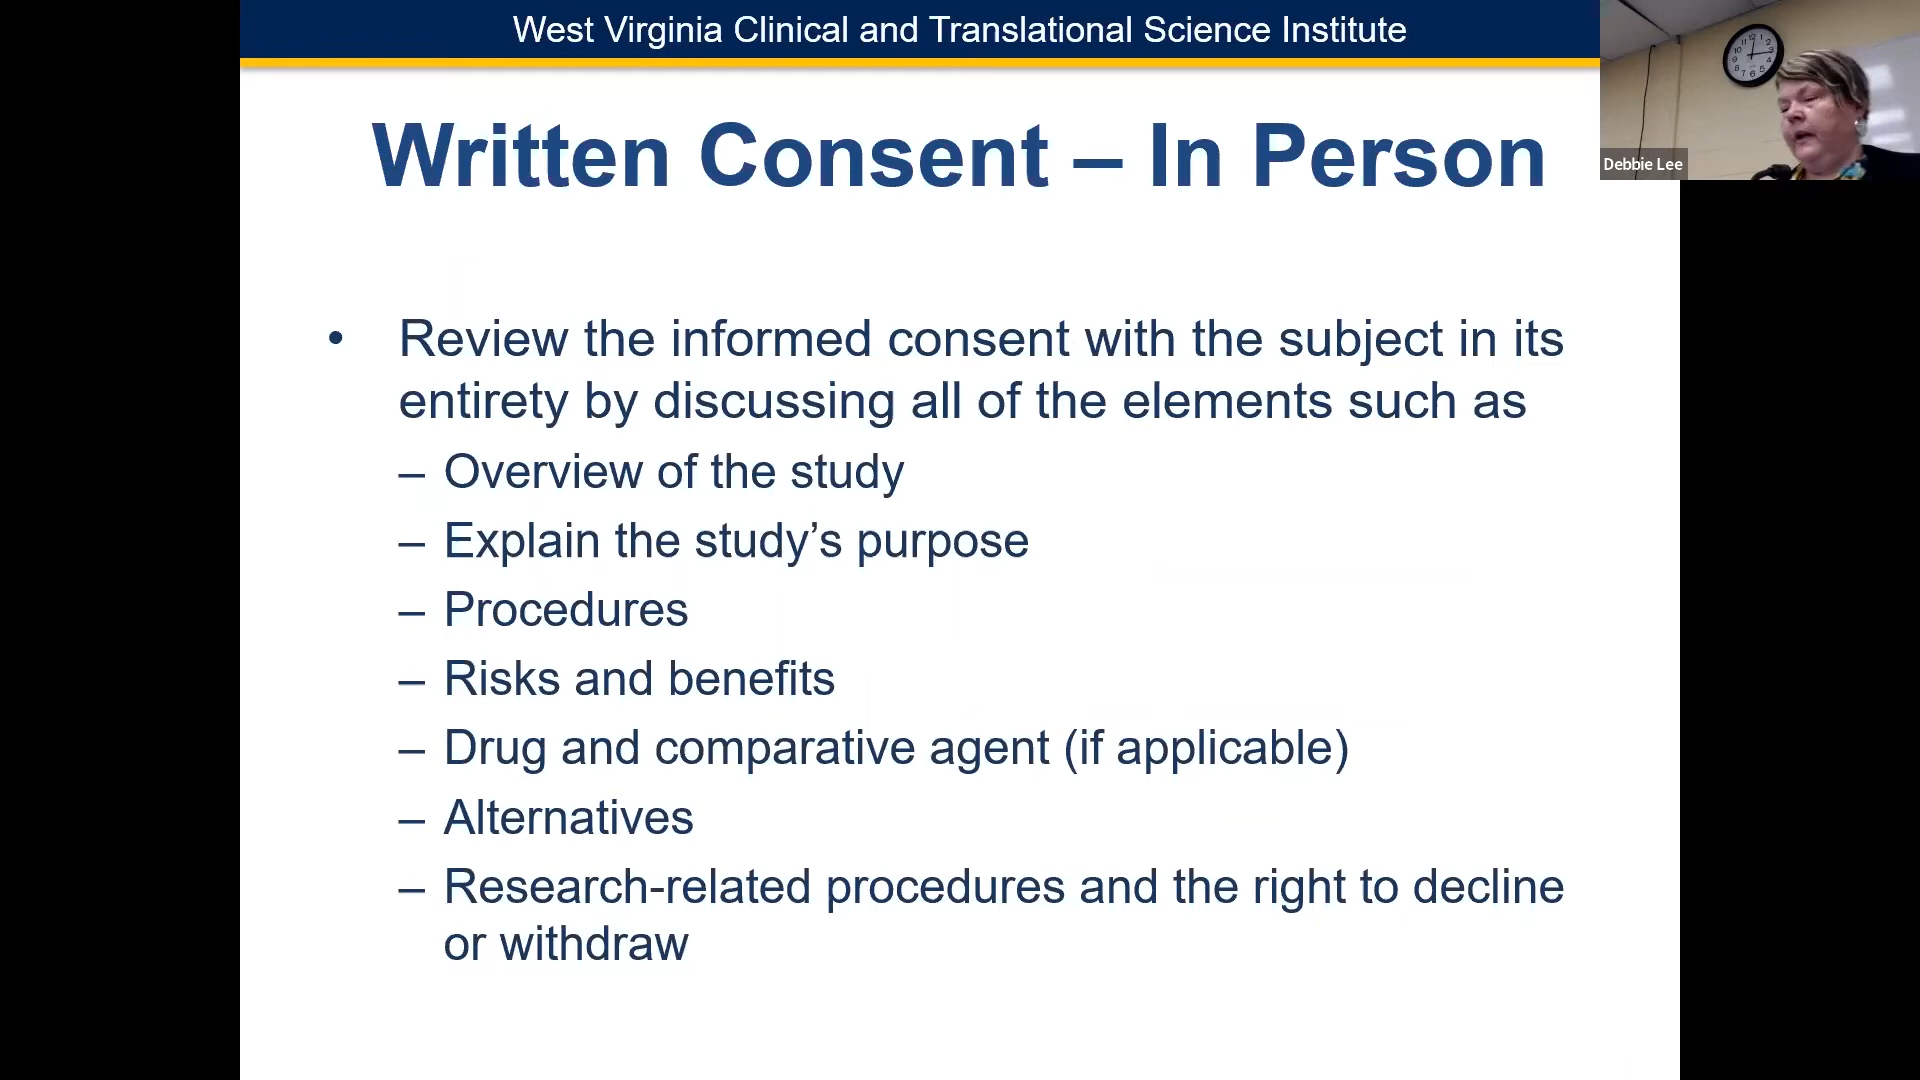 West Virginia Clinical and Translational Science Institute
Written Consent – In Person
Debbie Lee
• Review the informed consent with the subject in its
entirety by discussing all of the elements such as
– Overview of the study
– Explain the study’s purpose
– Procedures
– Risks and benefits
– Drug and comparative agent (if applicable)
– Alternatives
– Research-related procedures and the right to decline
or withdraw